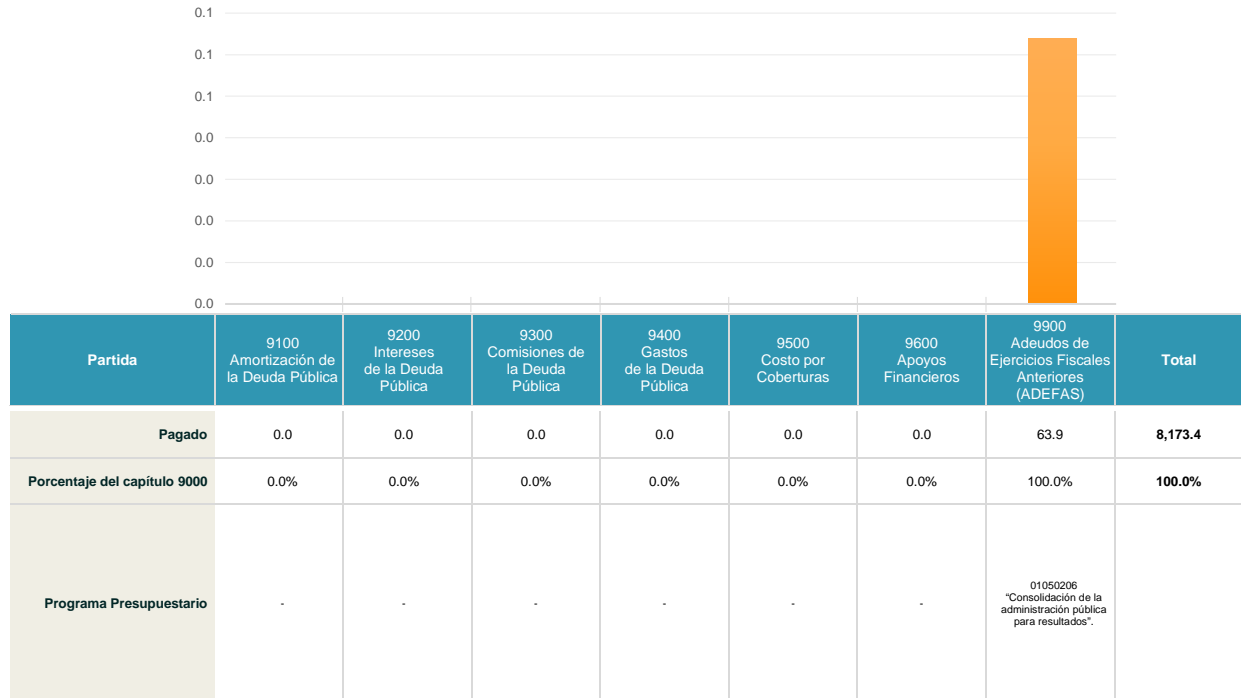 0.1
0.1
0.1
0.0
0.0
0.0
0.0
0.0
Partida
9100
Amortización de
la Deuda Pública
9200
Intereses
de la Deuda
Pública
9300
Comisiones de
la Deuda
Pública
9400
Gastos
de la Deuda
Pública
9500
Costo por
Coberturas
9600
Apoyos
Financieros
9900
Adeudos de
Ejercicios Fiscales
Anteriores
(ADEFAS)
Total
Pagado
0.0
0.0
0.0
0.0
0.0
0.0
63.9
8,173.4
Porcentaje del capítulo 9000
0.0%
0.0%
0.0%
0.0%
0.0%
0.0%
100.0%
100.0%
Programa Presupuestario
-
-
-
-
-
-
01050206
“Consolidación de la
administración pública
para resultados”.